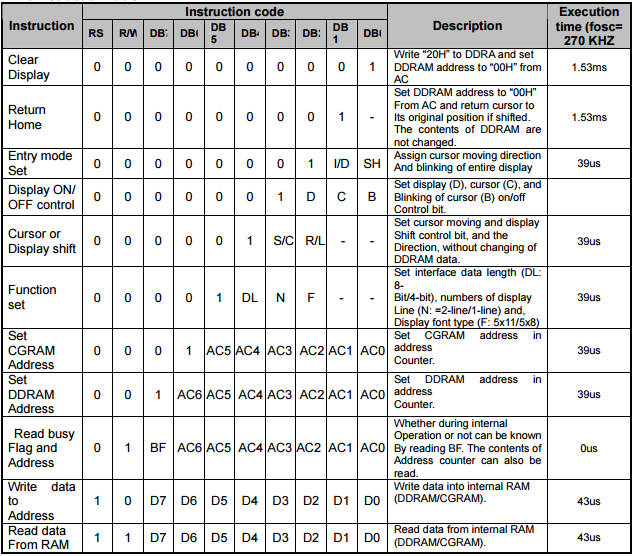 Instruction Instruction code Description Execution time (fosc= 270 KHZ
RS R/W DB7 DB6 DB5 DB4 DB3 DB2 DB1 DB0
Clear Display 0 0 0 0 0 0 0 0 0 1 Write “20H” to DDRA and set DDRAM address to “00H” from AC 1.53ms
Return Home 0 0 0 0 0 0 0 0 1 - Set DDRAM address to “00H” From AC and return cursor to Its original position if shifted. The contents of DDRAM are not changed. 1.53ms
Entry mode Set 0 0 0 0 0 0 0 1 I/D SH Assign cursor moving direction And blinking of entire display 39us
Display ON/ OFF control 0 0 0 0 0 0 1 D C B Set display (D), cursor (C), and Blinking of cursor (B) on/off Control bit.
Cursor or Display shift 0 0 0 0 0 1 S/C R/L - - Set cursor moving and display Shift control bit, and the Direction, without changing of DDRAM data. 39us
Function set 0 0 0 0 1 DL N F - - Set interface data length (DL: 8- Bit/4-bit), numbers of display Line (N: =2-line/1-line) and, Display font type (F: 5x11/5x8) 39us
Set CGRAM Address 0 0 0 1 AC5 AC4 AC3 AC2 AC1 AC0 Set CGRAM address in address Counter. 39us
Set DDRAM Address 0 0 1 AC6 AC5 AC4 AC3 AC2 AC1 AC0 Set DDRAM address in address Counter. 39us
Read busy Flag and Address 0 1 BF AC6 AC5 AC4 AC3 AC2 AC1 AC0 Whether during internal Operation or not can be known By reading BF. The contents of Address counter can also be read. 0us
Write data to Address 1 0 D7 D6 D5 D4 D3 D2 D1 D0 Write data into internal RAM (DDRAM/CGRAM). 43us
Read data From RAM 1 1 D7 D6 D5 D4 D3 D2 D1 D0 Read data from internal RAM (DDRAM/CGRAM). 43us